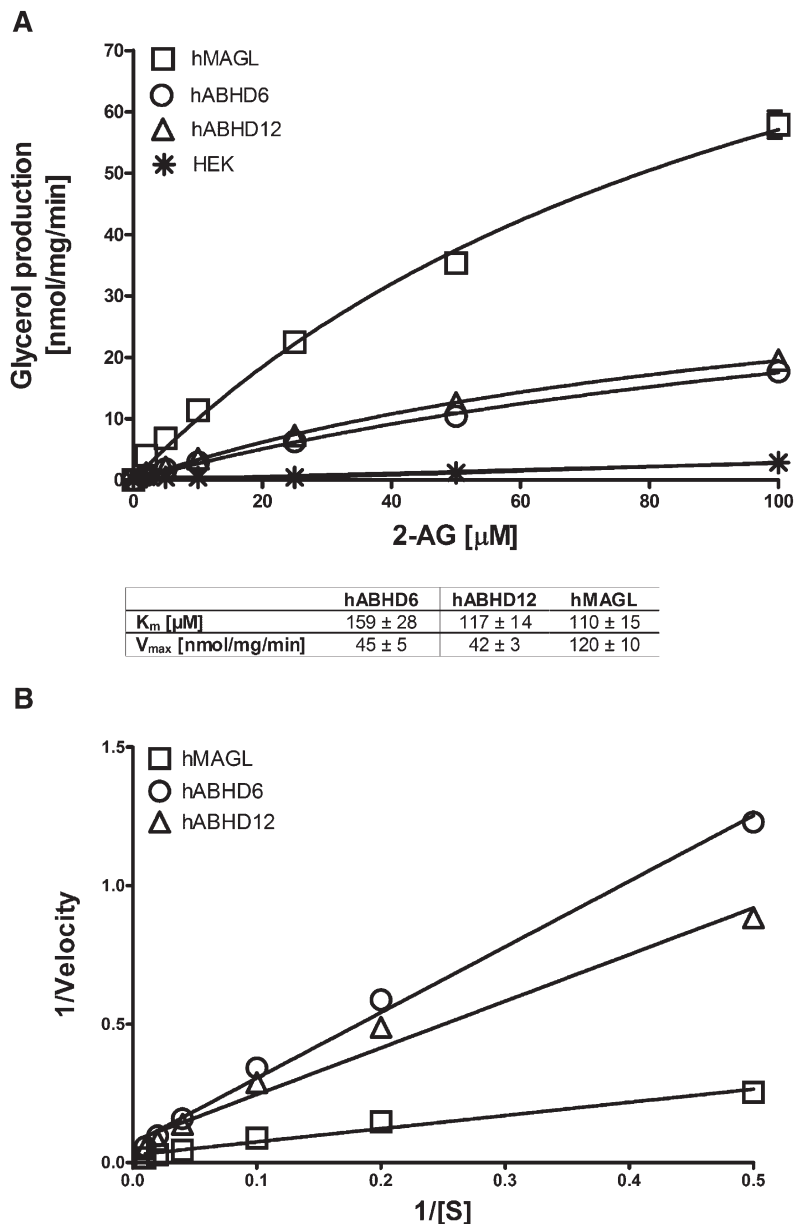 A
70
60
50
40
30
20
10
0
Glycerol production
[nmol/mg/min]
hMAGL
hABHD6
hABHD12
HEK
0 20 40 60 80 100
2-AG [μM]
hABHD6 hABHD12 hMAGL
Km [μM] 159 ± 28 117 ± 14 110 ± 15
Vmax [nmol/mg/min] 45 ± 5 42 ± 3 120 ± 10
B
1.5
1.0
0.5
0.0
1/Velocity
hMAGL
hABHD6
hABHD12
0.0 0.1 0.2 0.3 0.4 0.5
1/[S]